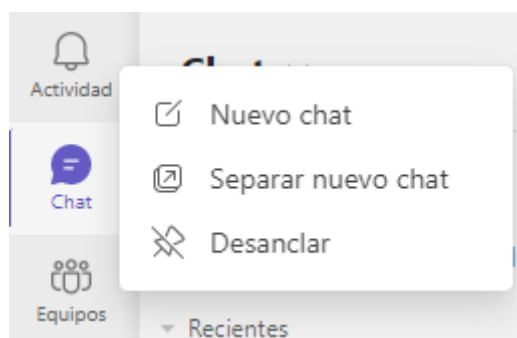 Actividad
Nuevo chat
Separar nuevo chat
Chat
Desanclar
Equipos
Recientes